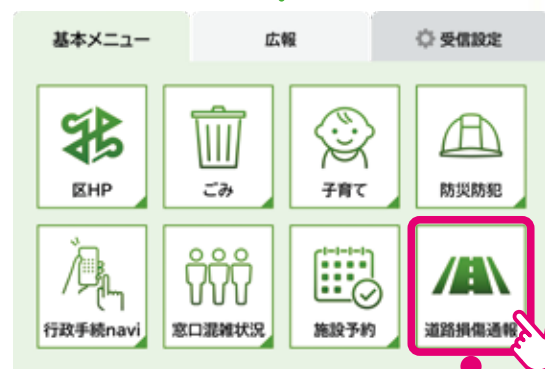 基本メニュー
広報
受信設定
区HP
ごみ
子育て
防災防犯
行政手続navi
窓口混雑状況
施設予約
道路損傷通報